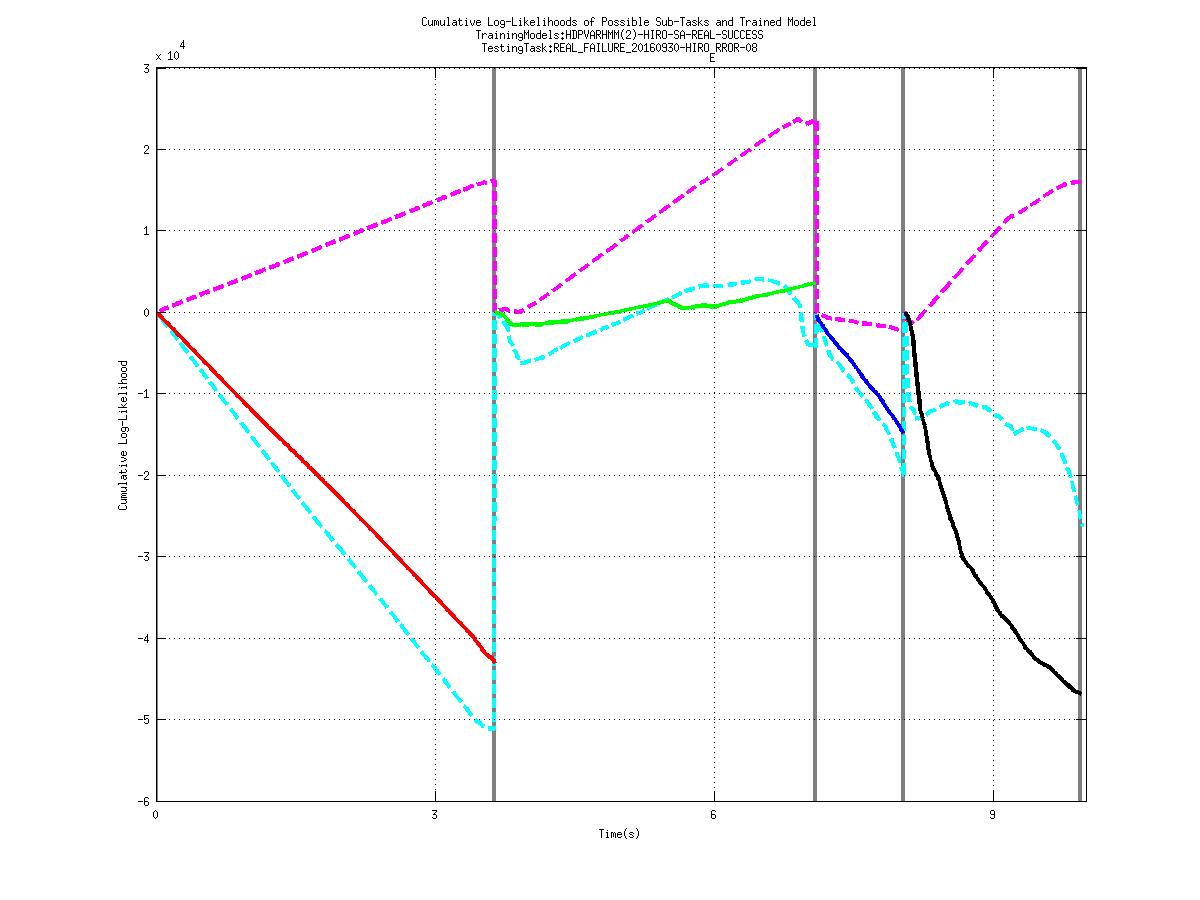 Cumulative Log-Likelihoods of Possible Sub-Tasks and Trained Model
TrainingModels:HDPVARHMM(2)-HIRO-SA-REAL-SUCCESS
TestingTask:REAL_FAILURE_20160930-HIRO_RROR-08
E
x 10^4
3
2
1
0
-1
-2
-3
-4
-5
-6
Cumulative Log-Likelihood
0 3 6 9
Time(s)